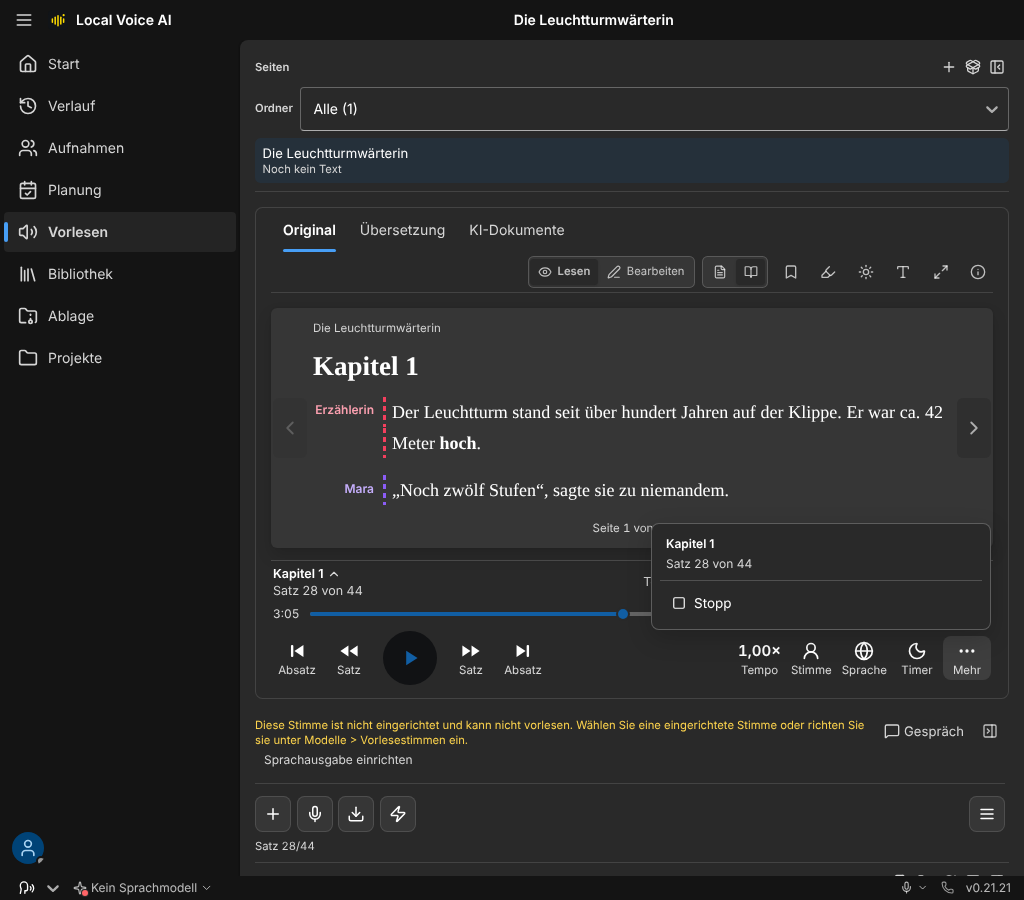 Local Voice AI
Die Leuchtturmwärterin
Start
Verlauf
Aufnahmen
Planung
Vorlesen
Bibliothek
Ablage
Projekte
Seiten
Ordner
Alle (1)
Die Leuchtturmwärterin
Noch kein Text
Original Übersetzung KI-Dokumente
Lesen Bearbeiten
Die Leuchtturmwärterin
Kapitel 1
Erzählerin
Der Leuchtturm stand seit über hundert Jahren auf der Klippe. Er war ca. 42
Meter hoch.
Mara
„Noch zwölf Stufen“, sagte sie zu niemandem.
Seite 1 von
Kapitel 1
Satz 28 von 44
Stopp
Kapitel 1
Satz 28 von 44
3:05
Absatz Satz Satz Absatz
1,00×
Tempo Stimme Sprache Timer Mehr
Diese Stimme ist nicht eingerichtet und kann nicht vorlesen. Wählen Sie eine eingerichtete Stimme oder richten Sie
sie unter Modelle > Vorlesestimmen ein.
Sprachausgabe einrichten
Gespräch
Satz 28/44
Kein Sprachmodell
v0.21.21